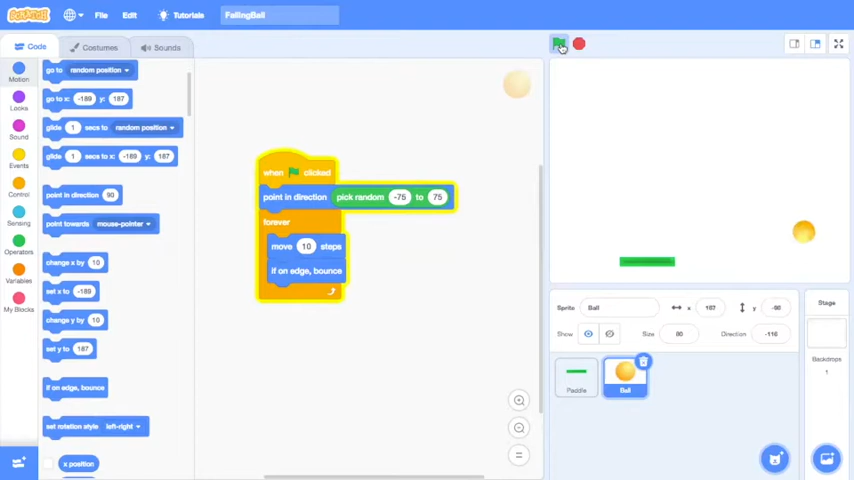 SCRATCH File Edit Tutorials FallingBall
Code Costumes Sounds
Motion
Looks
Sound
Events
Control
Sensing
Operators
Variables
My Blocks
go to random position
go to x: -189 y: 187
glide 1 secs to random position
glide 1 secs to x: -189 y: 187
point in direction 90
point towards mouse-pointer
change x by 10
set x to -189
change y by 10
set y to 187
if on edge, bounce
set rotation style left-right
x position
when clicked
point in direction pick random -75 to 75
forever
move 10 steps
if on edge, bounce
Sprite Ball x 187 y -80
Show Size 80 Direction -116
Paddle
Ball
Stage
Backdrops
1